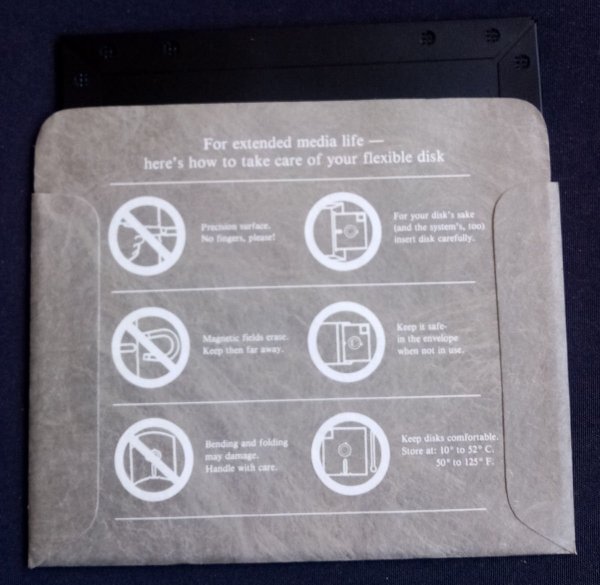 For extended media life —
here's how to take care of your flexible disk
Precision surface.
No fingers, please!
For your disk's sake
(and the system's, too)
insert disk carefully.
Magnetic fields erase.
Keep then far away.
Keep it safe-
in the envelope
when not in use.
Bending and folding
may damage.
Handle with care.
Keep disks comfortable.
Store at: 10° to 52° C.
50° to 125° F.